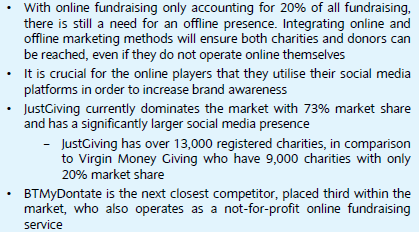 • With online fundraising only accounting for 20% of all fundraising,
there is still a need for an offline presence. Integrating online and
offline marketing methods will ensure both charities and donors can
be reached, even if they do not operate online themselves
• It is crucial for the online players that they utilise their social media
platforms in order to increase brand awareness
• JustGiving currently dominates the market with 73% market share
and has a significantly larger social media presence
– JustGiving has over 13,000 registered charities, in comparison
to Virgin Money Giving who have 9,000 charities with only
20% market share
• BTMyDontate is the next closest competitor, placed third within the
market, who also operates as a not-for-profit online fundraising
service